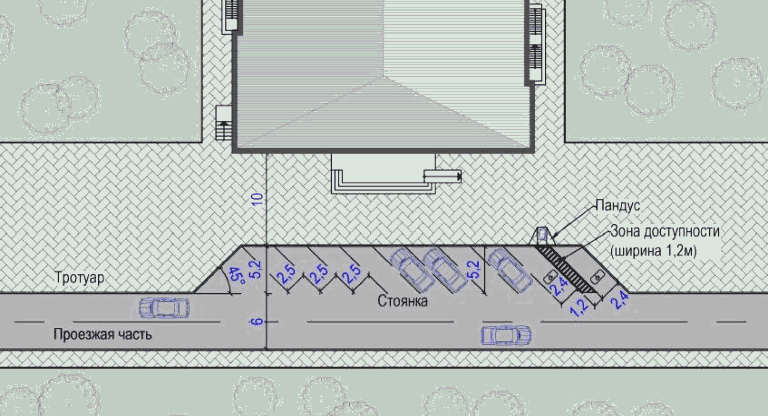 10
Пандус
Зона доступности
(ширина 1,2м)
Тротуар
45°
5,2
2,5
2,5
2,5
5,2
2,4
1,2
2,4
Стоянка
6
Проезжая часть